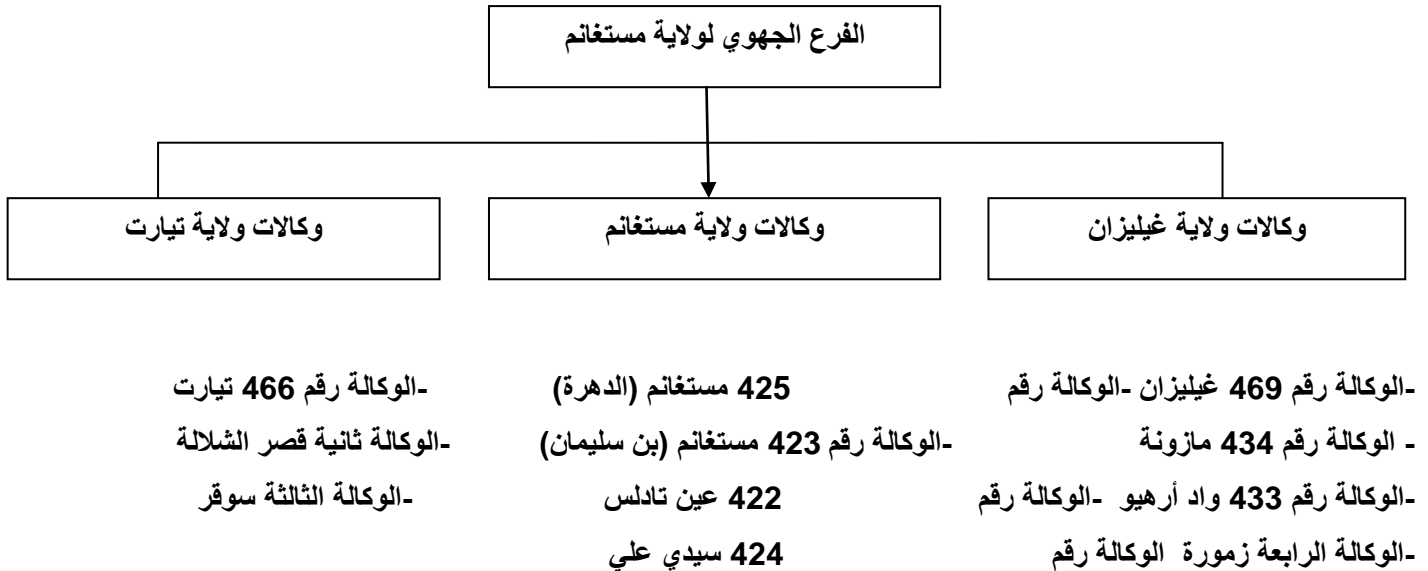 الفرع الجهوي لولاية مستغانم
وكالات ولاية غيليزان
وكالات ولاية مستغانم
وكالات ولاية تيارت
-الوكالة رقم 469 غيليزان -الوكالة رقم 425 مستغانم (الدهرة) -الوكالة رقم 466 تيارت
- الوكالة رقم 434 مازونة -الوكالة رقم 423 مستغانم (بن سليمان) -الوكالة ثانية قصر الشلالة
-الوكالة رقم 433 واد أرهيو -الوكالة رقم 422 عين تادلس -الوكالة الثالثة سوقر
-الوكالة الرابعة زمورة الوكالة رقم 424 سيدي علي